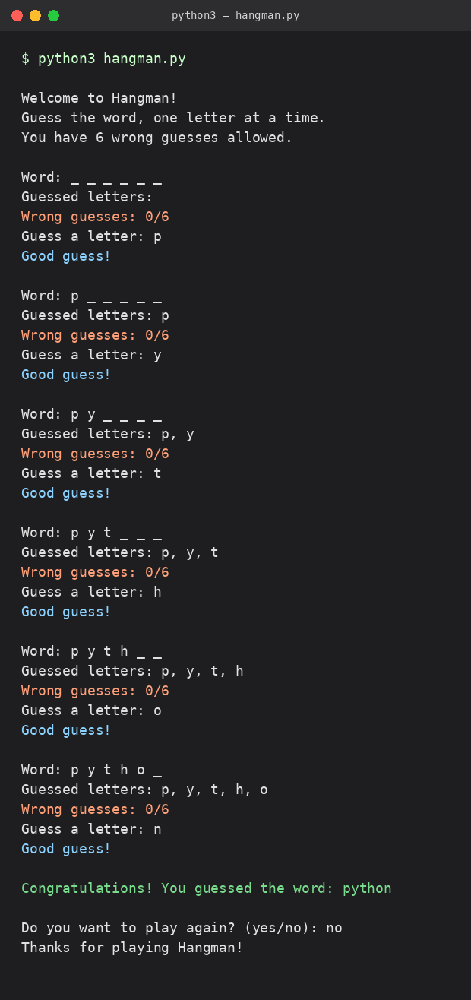 python3 — hangman.py
$ python3 hangman.py
Welcome to Hangman!
Guess the word, one letter at a time.
You have 6 wrong guesses allowed.
Word: _ _ _ _ _ _
Guessed letters:
Wrong guesses: 0/6
Guess a letter: p
Good guess!
Word: p _ _ _ _ _
Guessed letters: p
Wrong guesses: 0/6
Guess a letter: y
Good guess!
Word: p y _ _ _ _
Guessed letters: p, y
Wrong guesses: 0/6
Guess a letter: t
Good guess!
Word: p y t _ _ _
Guessed letters: p, y, t
Wrong guesses: 0/6
Guess a letter: h
Good guess!
Word: p y t h _ _
Guessed letters: p, y, t, h
Wrong guesses: 0/6
Guess a letter: o
Good guess!
Word: p y t h o _
Guessed letters: p, y, t, h, o
Wrong guesses: 0/6
Guess a letter: n
Good guess!
Congratulations! You guessed the word: python
Do you want to play again? (yes/no): no
Thanks for playing Hangman!